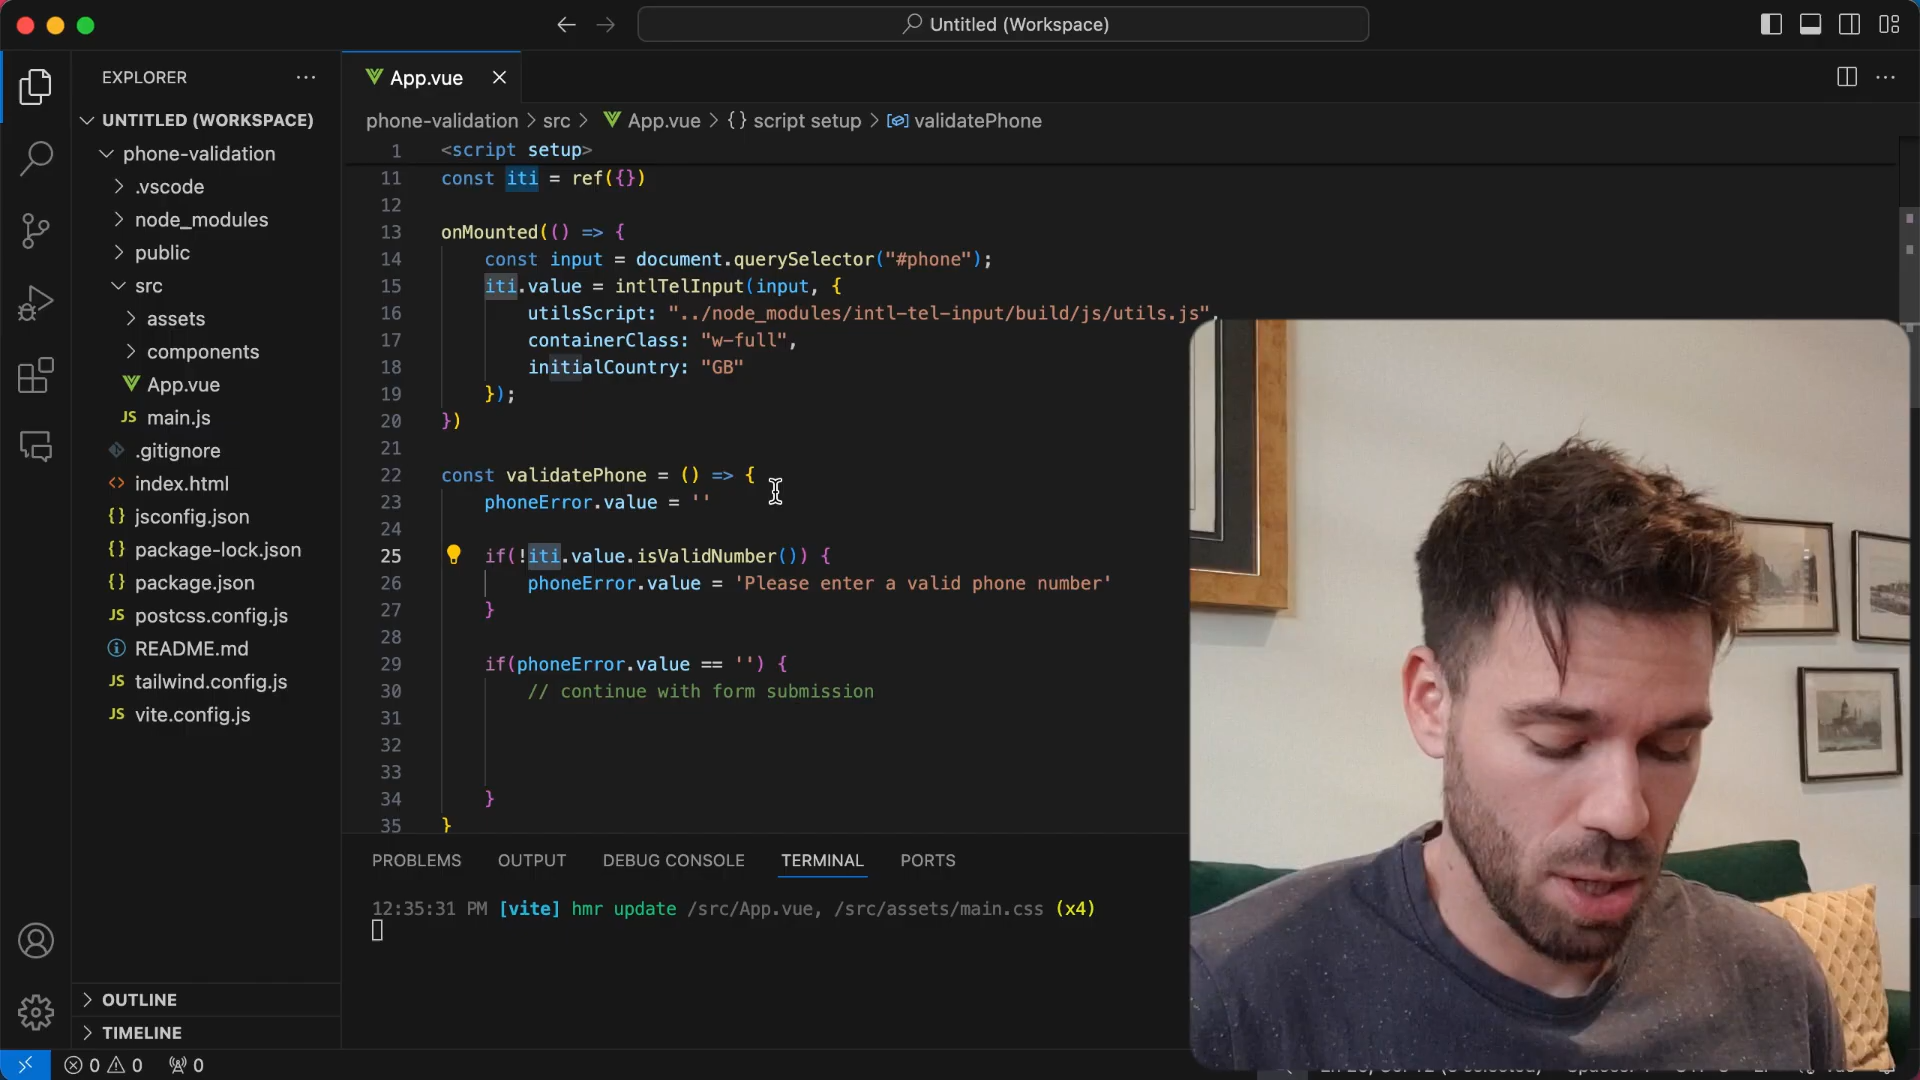 Untitled (Workspace)
EXPLORER
App.vue
UNTITLED (WORKSPACE)
phone-validation
.vscode
node_modules
public
src
assets
components
App.vue
main.js
.gitignore
index.html
jsconfig.json
package-lock.json
package.json
postcss.config.js
README.md
tailwind.config.js
vite.config.js
OUTLINE
TIMELINE
phone-validation > src > App.vue > {} script setup > validatePhone
1 <script setup>
11 const iti = ref({})
12
13 onMounted(() => {
14 const input = document.querySelector("#phone");
15 iti.value = intlTelInput(input, {
16 utilsScript: "../node_modules/intl-tel-input/build/js/utils.js",
17 containerClass: "w-full",
18 initialCountry: "GB"
19 });
20 })
21
22 const validatePhone = () => {
23 phoneError.value = ''
24
25 if(!iti.value.isValidNumber()) {
26 phoneError.value = 'Please enter a valid phone number'
27 }
28
29 if(phoneError.value == '') {
30 // continue with form submission
31
32
33
34 }
35 }
PROBLEMS OUTPUT DEBUG CONSOLE TERMINAL PORTS
12:35:31 PM [vite] hmr update /src/App.vue, /src/assets/main.css (x4)
0 0 0